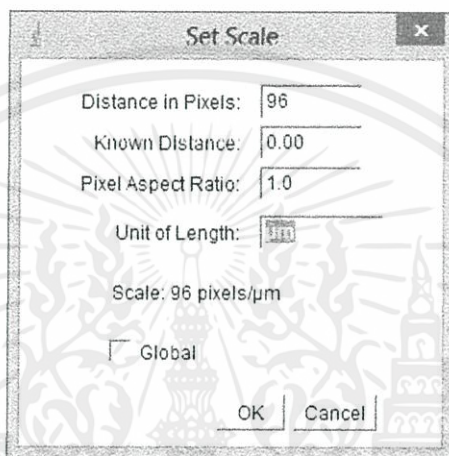 Set Scale
Distance in Pixels: 96
Known Distance: 0.00
Pixel Aspect Ratio: 1.0
Unit of Length: µm
Scale: 96 pixels/µm
Global
OK Cancel